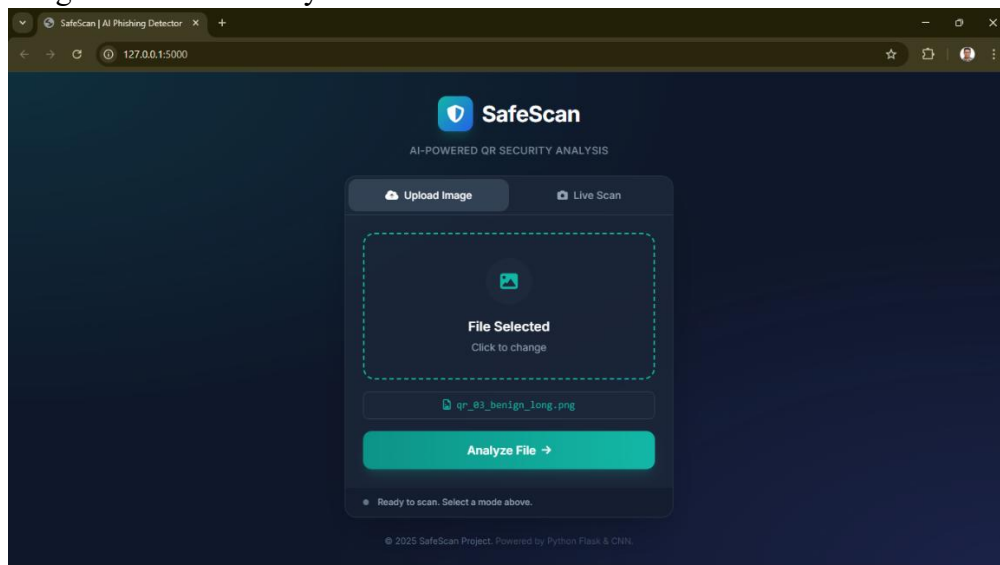 SafeScan | AI Phishing Detector
127.0.0.1:5000
SafeScan
AI-POWERED QR SECURITY ANALYSIS
Upload Image
Live Scan
File Selected
Click to change
qr_03_benign_long.png
Analyze File →
Ready to scan. Select a mode above.
© 2025 SafeScan Project. Powered by Python Flask & CNN.